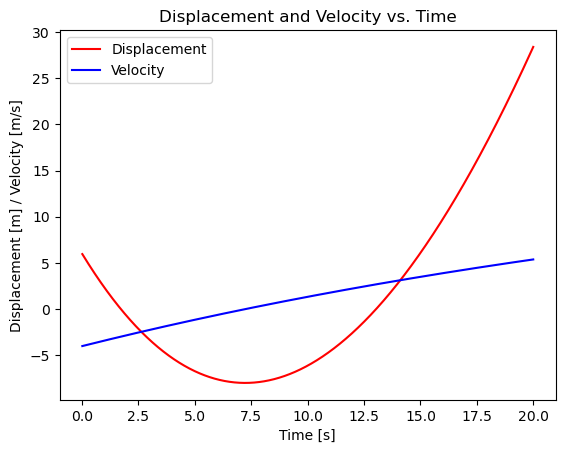 Displacement and Velocity vs. Time
Displacement
Velocity
Displacement [m] / Velocity [m/s]
30
25
20
15
10
5
0
−5
0.0 2.5 5.0 7.5 10.0 12.5 15.0 17.5 20.0
Time [s]